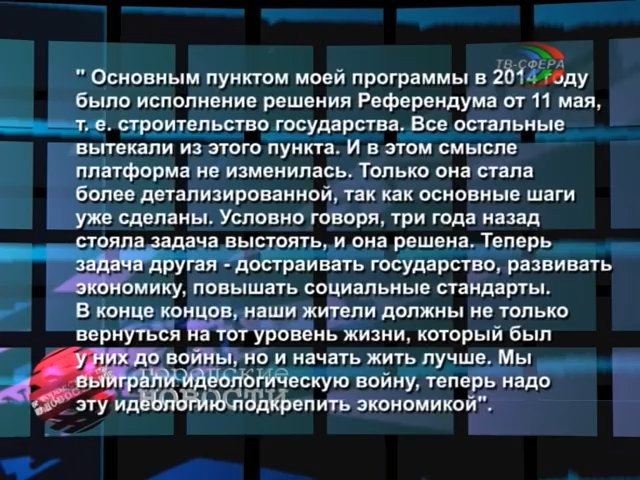 ТВ-СФЕРА
" Основным пунктом моей программы в 2014 году
было исполнение решения Референдума от 11 мая,
т. е. строительство государства. Все остальные
вытекали из этого пункта. И в этом смысле
платформа не изменилась. Только она стала
более детализированной, так как основные шаги
уже сделаны. Условно говоря, три года назад
стояла задача выстоять, и она решена. Теперь
задача другая - достраивать государство, развивать
экономику, повышать социальные стандарты.
В конце концов, наши жители должны не только
вернуться на тот уровень жизни, который был
у них до войны, но и начать жить лучше. Мы
выиграли идеологическую войну, теперь надо
эту идеологию подкрепить экономикой".
городские
новости